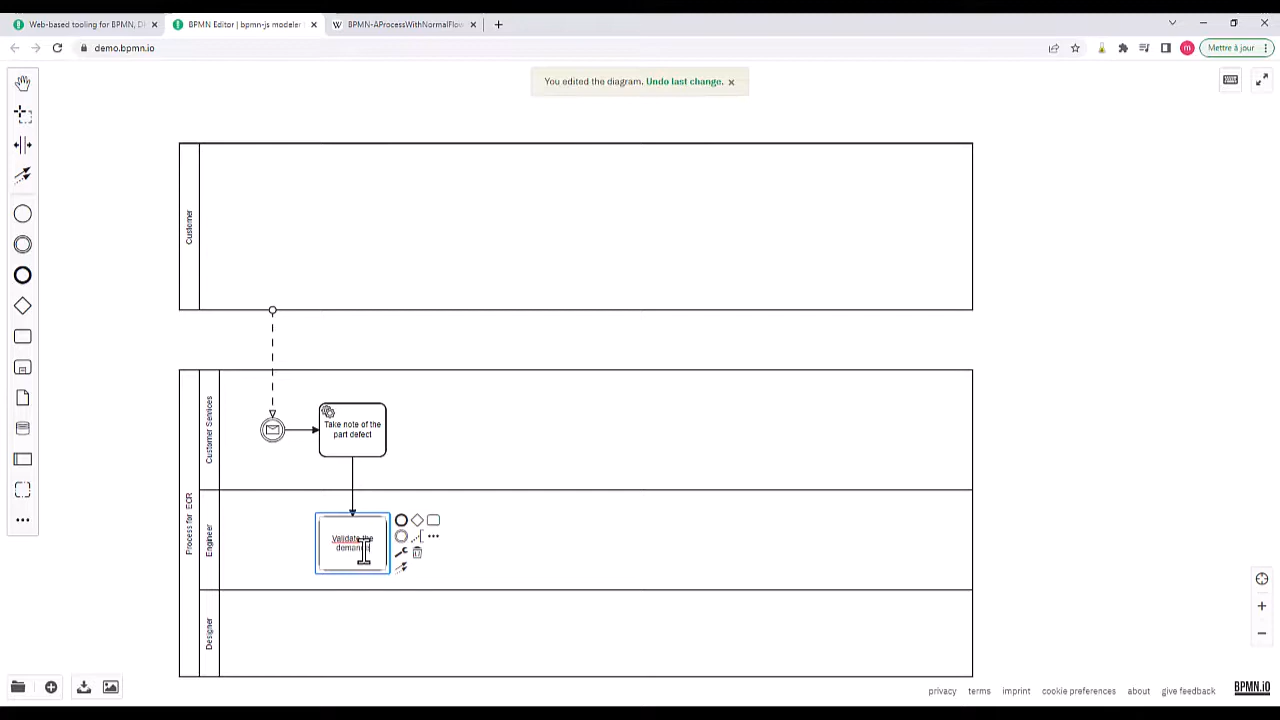 Web-based tooling for BPMN, D
BPMN Editor | bpmn-js modeler
BPMN-AProcessWithNormalFlow
demo.bpmn.io
m
Mettre à jour
You edited the diagram. Undo last change.
Customer
Process for ECR
Customer Services
Take note of the
part defect
Engineer
Validate the
demand
Designer
privacy
terms
imprint
cookie preferences
about
give feedback
BPMN.iO